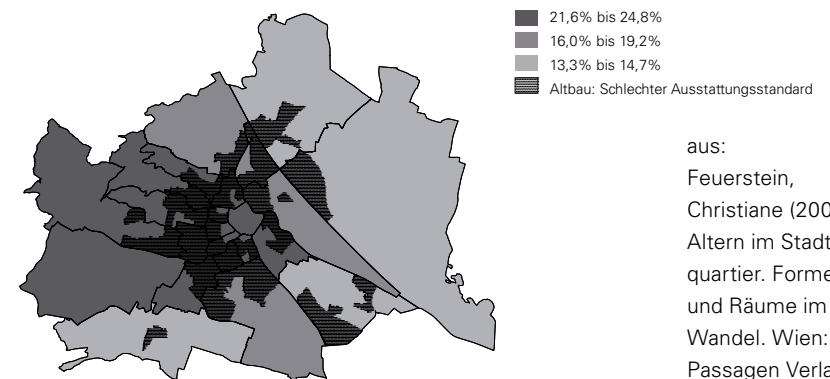 21,6% bis 24,8%
16,0% bis 19,2%
13,3% bis 14,7%
Altbau: Schlechter Ausstattungsstandard
aus:
Feuerstein,
Christiane (200
Altern im Stadt
quartier. Forme
und Räume im
Wandel. Wien:
Passagen Verla